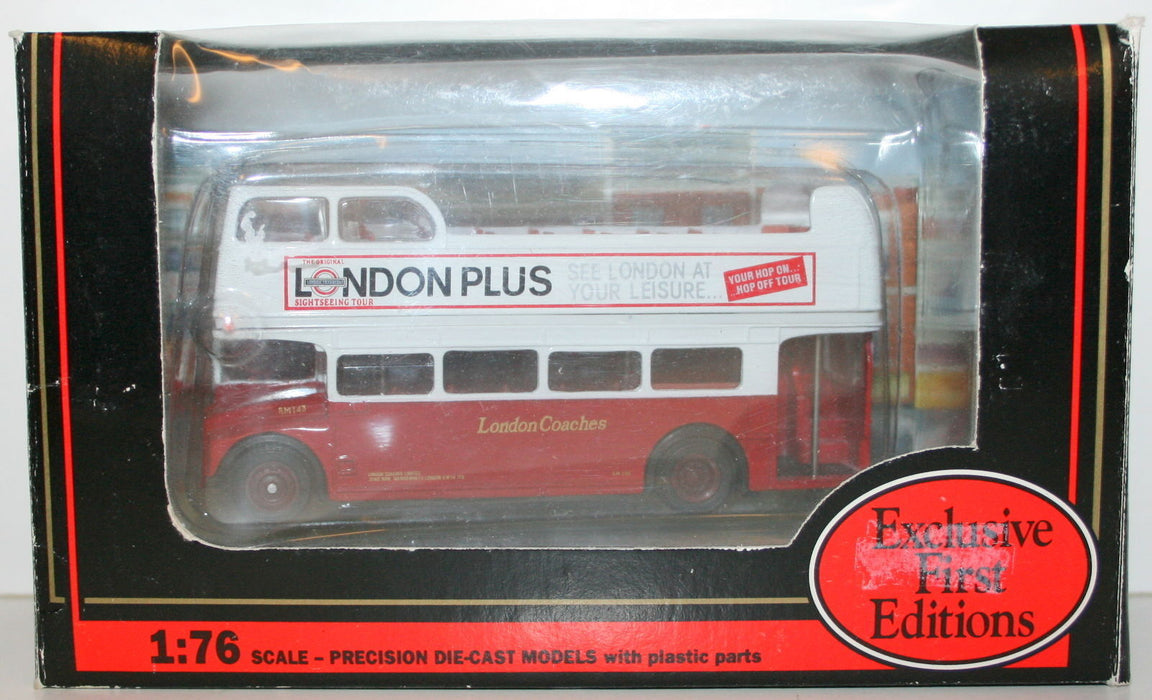 THE ORIGINAL
LONDON PLUS
SIGHTSEEING TOUR
SEE LONDON AT
YOUR LEISURE...
YOUR HOP ON...
...HOP OFF TOUR
London Coaches
Exclusive
First
Editions
1:76 SCALE – PRECISION DIE-CAST MODELS with plastic parts